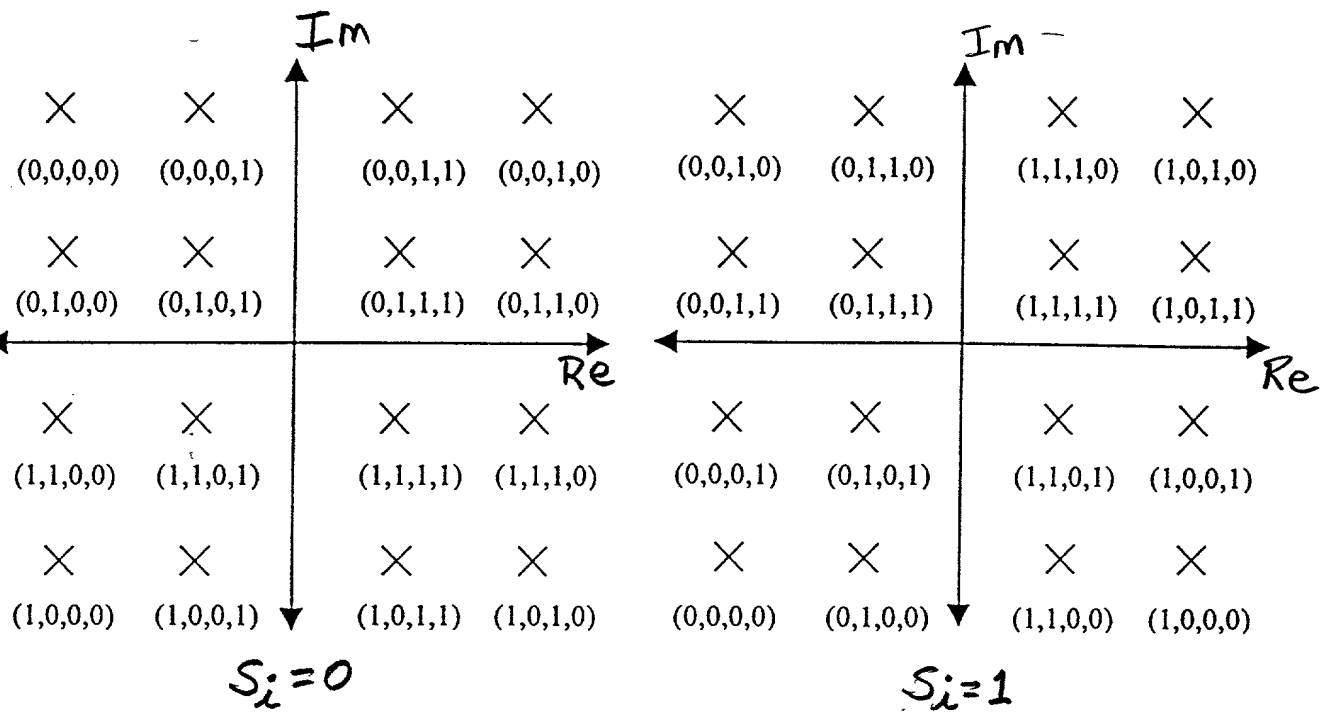 Im
Im
(0,0,0,0) (0,0,0,1) (0,0,1,1) (0,0,1,0) (0,0,1,0) (0,1,1,0) (1,1,1,0) (1,0,1,0)
(0,1,0,0) (0,1,0,1) (0,1,1,1) (0,1,1,0) (0,0,1,1) (0,1,1,1) (1,1,1,1) (1,0,1,1)
Re
Re
(1,1,0,0) (1,1,0,1) (1,1,1,1) (1,1,1,0) (0,0,0,1) (0,1,0,1) (1,1,0,1) (1,0,0,1)
(1,0,0,0) (1,0,0,1) (1,0,1,1) (1,0,1,0) (0,0,0,0) (0,1,0,0) (1,1,0,0) (1,0,0,0)
Si=0
Si=1